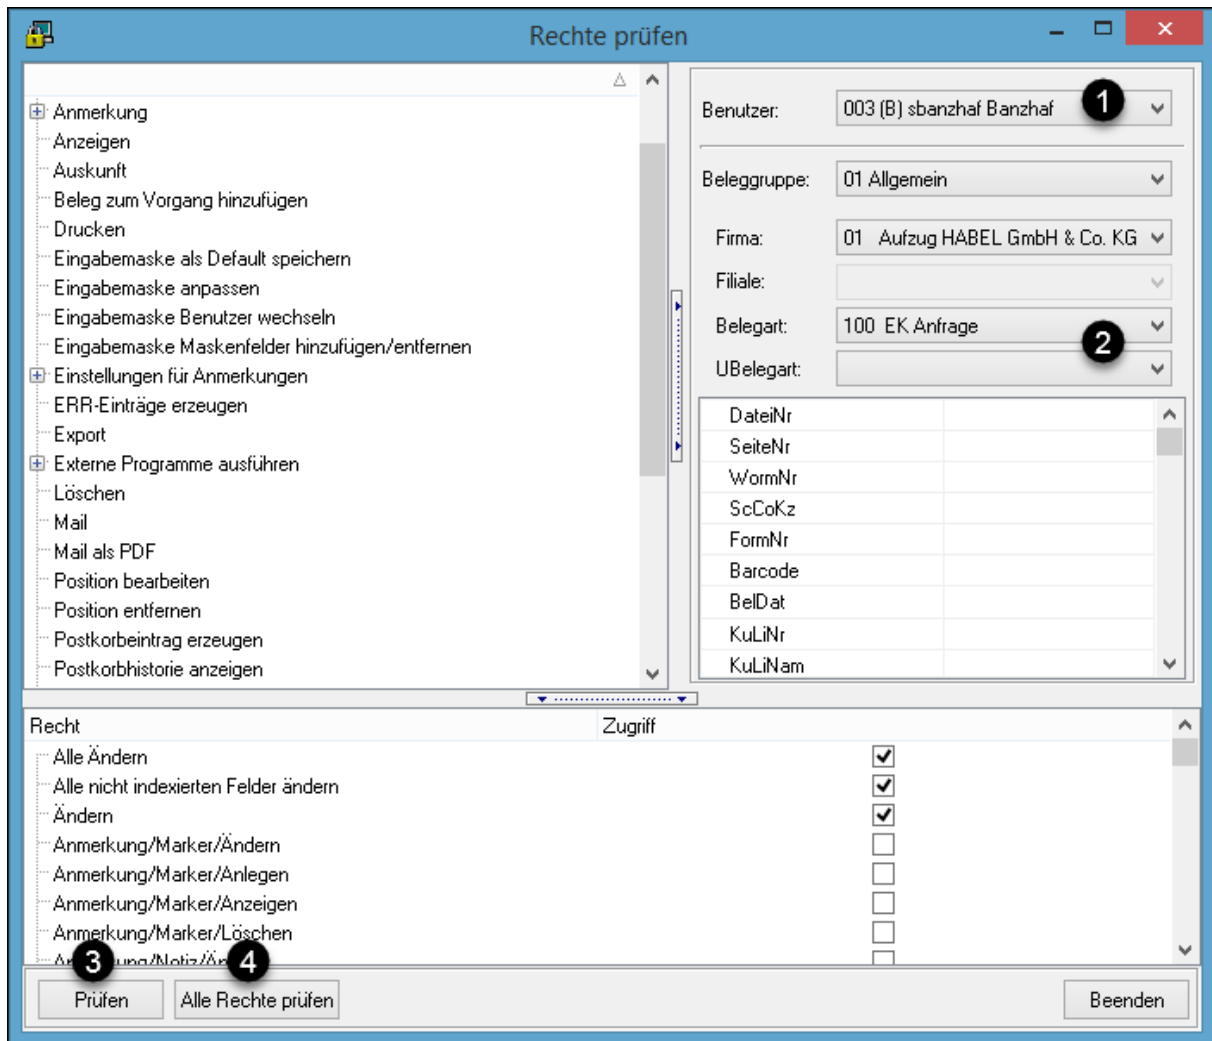 Rechte prüfen
Anmerkung
Anzeigen
Auskunft
Beleg zum Vorgang hinzufügen
Drucken
Eingabemaske als Default speichern
Eingabemaske anpassen
Eingabemaske Benutzer wechseln
Eingabemaske Maskenfelder hinzufügen/entfernen
Einstellungen für Anmerkungen
ERR-Einträge erzeugen
Export
Externe Programme ausführen
Löschen
Mail
Mail als PDF
Position bearbeiten
Position entfernen
Postkorbeintrag erzeugen
Postkorbhistorie anzeigen
Benutzer: 003 (B) sbanzhaf Banzhaf 1
Beleggruppe: 01 Allgemein
Firma: 01 Aufzug HABEL GmbH & Co. KG
Filiale:
Belegart: 100 EK Anfrage
2
UBelegart:
DateiNr
SeiteNr
WormNr
ScCoKz
FormNr
Barcode
BelDat
KuLiNr
KuLiNam
Recht Zugriff
Alle Ändern
Alle nicht indexierten Felder ändern
Ändern
Anmerkung/Marker/Ändern
Anmerkung/Marker/Anlegen
Anmerkung/Marker/Anzeigen
Anmerkung/Marker/Löschen
3 4
Prüfen Alle Rechte prüfen Beenden